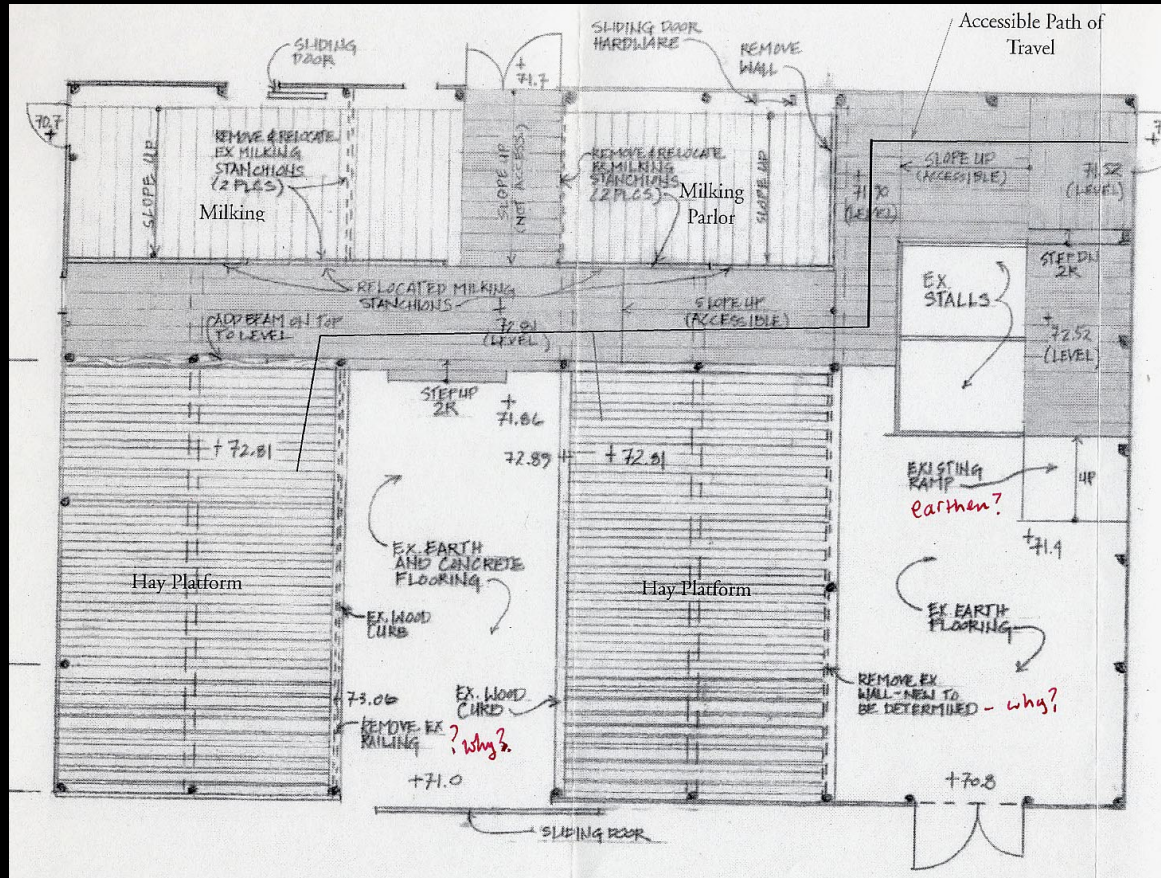 Accessible Path of
Travel
SLIDING DOOR
HARDWARE
REMOVE
WALL
SLIDING
DOOR
+
71.7
70.7
+
SLOPE UP
REMOVE & RELOCATE
EX MILKING
STANCHIONS
(2 PLCS)
Milking
SLOPE UP
(NOT ACCESS.)
REMOVE & RELOCATE
EX MILKING
STANCHIONS
(2 PLCS)
Milking
Parlor
SLOPE UP
+
71.90
(LEVEL)
SLOPE UP
(ACCESSIBLE)
71.52
(LEVEL)
STEP DN
2R
EX.
STALLS
+
72.52
(LEVEL)
RELOCATED MILKING
STANCHIONS
+
72.81
(LEVEL)
SLOPE UP
(ACCESSIBLE)
ADD BEAM ON TOP
TO LEVEL
STEP UP
2R
+
71.86
72.89 +
+ 72.81
+ 72.81
EXISTING
RAMP
earthen?
UP
+
71.4
EX. EARTH
AND CONCRETE
FLOORING
Hay Platform
Hay Platform
EX. WOOD
CURB
EX EARTH
FLOORING
EX. WOOD
CURB
REMOVE EX
WALL - NEW TO
BE DETERMINED - why?
+73.06
REMOVE EX
RAILING ? why?
+71.0
+70.8
SLIDING DOOR